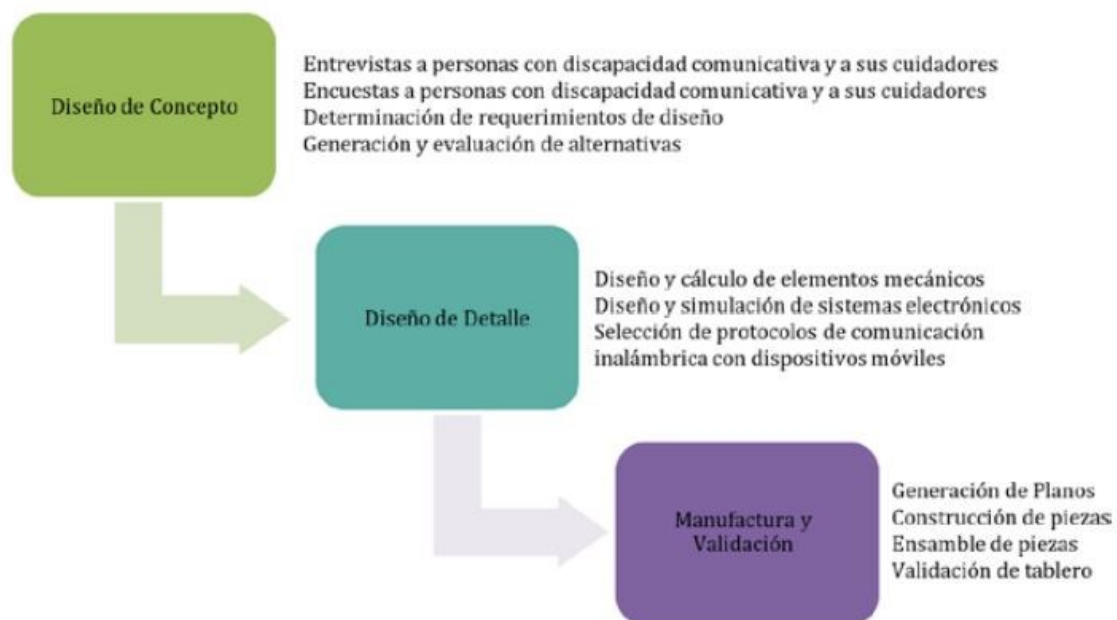 Diseño de Concepto
Entrevistas a personas con discapacidad comunicativa y a sus cuidadores
Encuestas a personas con discapacidad comunicativa y a sus cuidadores
Determinación de requerimientos de diseño
Generación y evaluación de alternativas
Diseño de Detalle
Diseño y cálculo de elementos mecánicos
Diseño y simulación de sistemas electrónicos
Selección de protocolos de comunicación
inalámbrica con dispositivos móviles
Manufactura y
Validación
Generación de Planos
Construcción de piezas
Ensamble de piezas
Validación de tablero